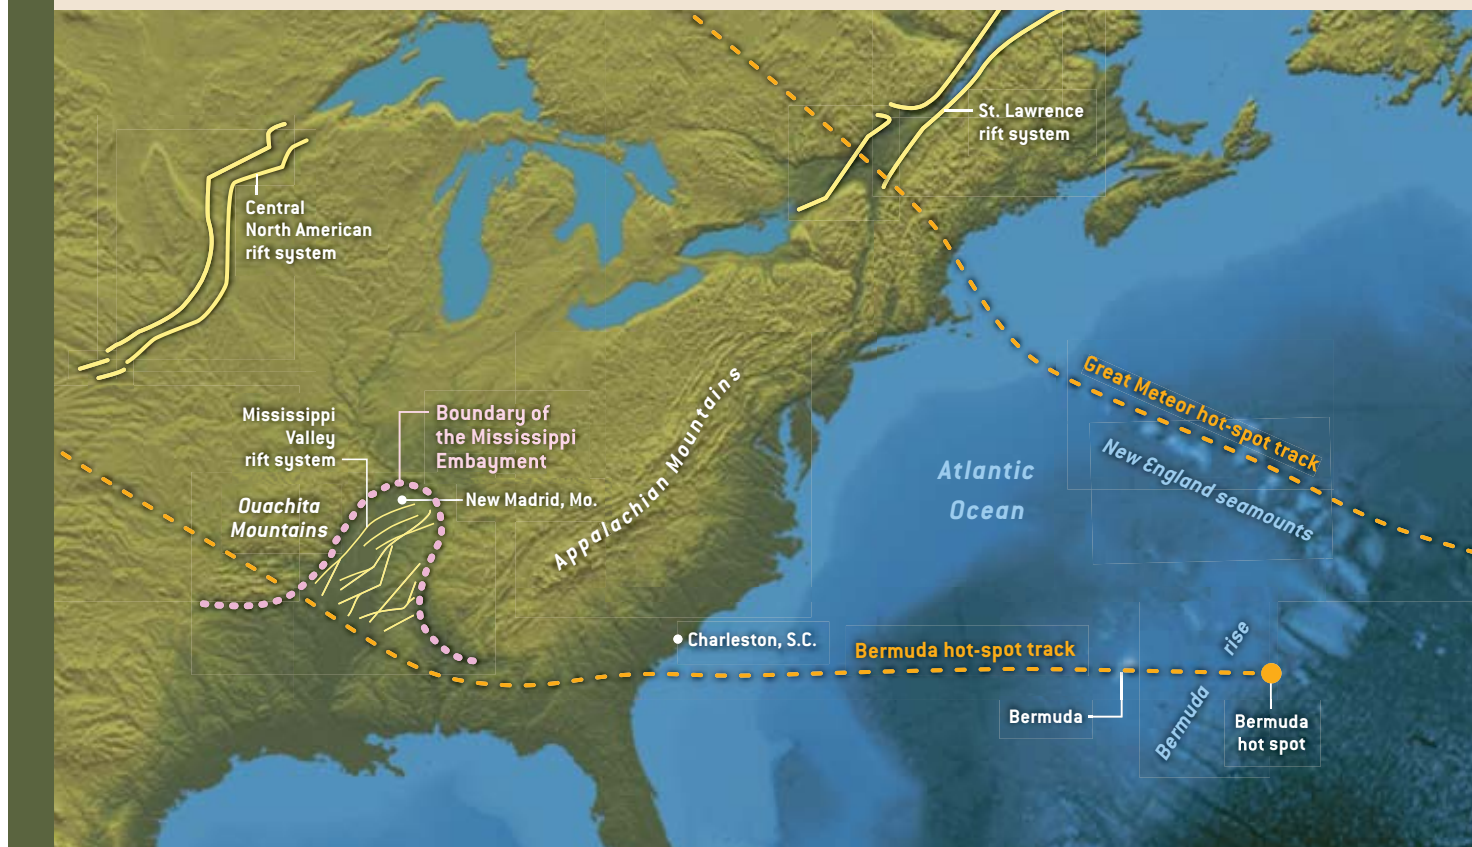 St. Lawrence
rift system
Central
North American
rift system
Great Meteor hot-spot track
New England seamounts
Mississippi
Valley
rift system
Boundary of
the Mississippi
Embayment
Appalachian Mountains
Atlantic
Ocean
Ouachita
Mountains
New Madrid, Mo.
Charleston, S.C.
Bermuda hot-spot track
Bermuda rise
Bermuda
Bermuda
hot spot